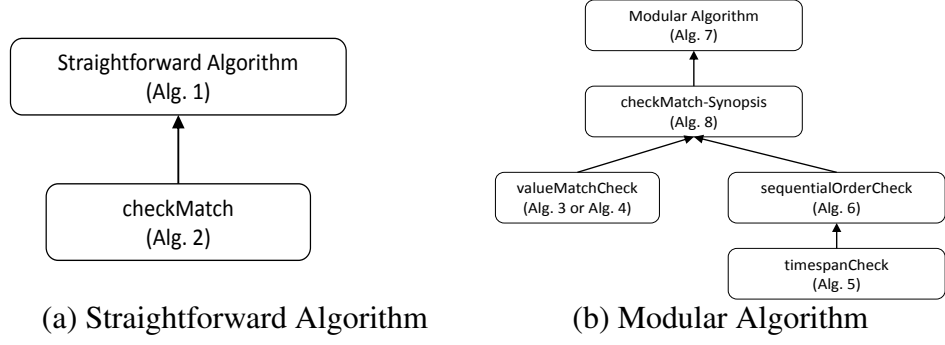 Straightforward Algorithm
(Alg. 1)
checkMatch
(Alg. 2)
(a) Straightforward Algorithm
Modular Algorithm
(Alg. 7)
checkMatch-Synopsis
(Alg. 8)
valueMatchCheck
(Alg. 3 or Alg. 4)
sequentialOrderCheck
(Alg. 6)
timespanCheck
(Alg. 5)
(b) Modular Algorithm